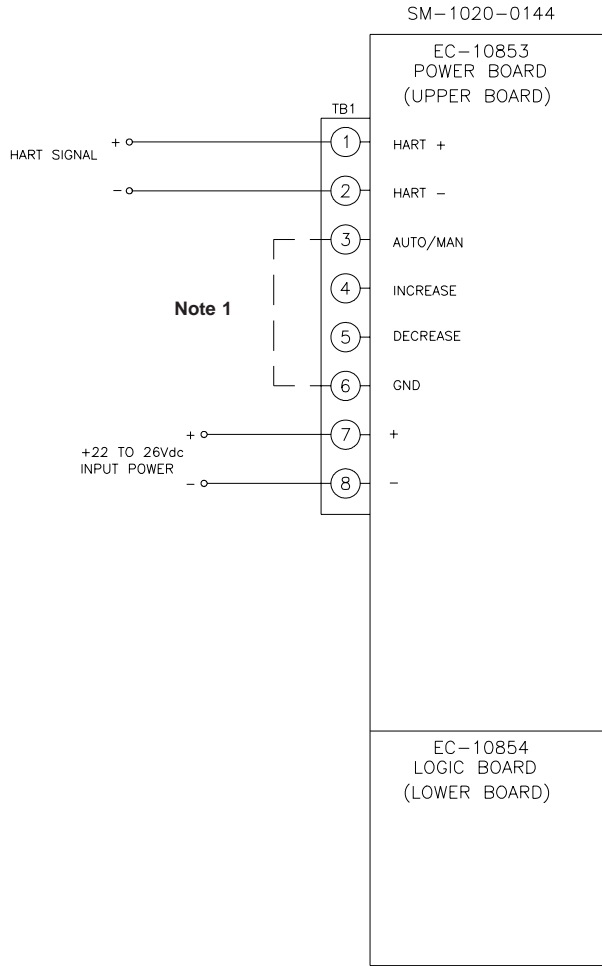 SM-1020-0144
EC-10853
POWER BOARD
(UPPER BOARD)
TB1
HART SIGNAL
+
1
HART +
-
2
HART -
3
AUTO/MAN
4
INCREASE
Note 1
5
DECREASE
6
GND
+22 TO 26Vdc
INPUT POWER
+
7
+
-
8
-
EC-10854
LOGIC BOARD
(LOWER BOARD)